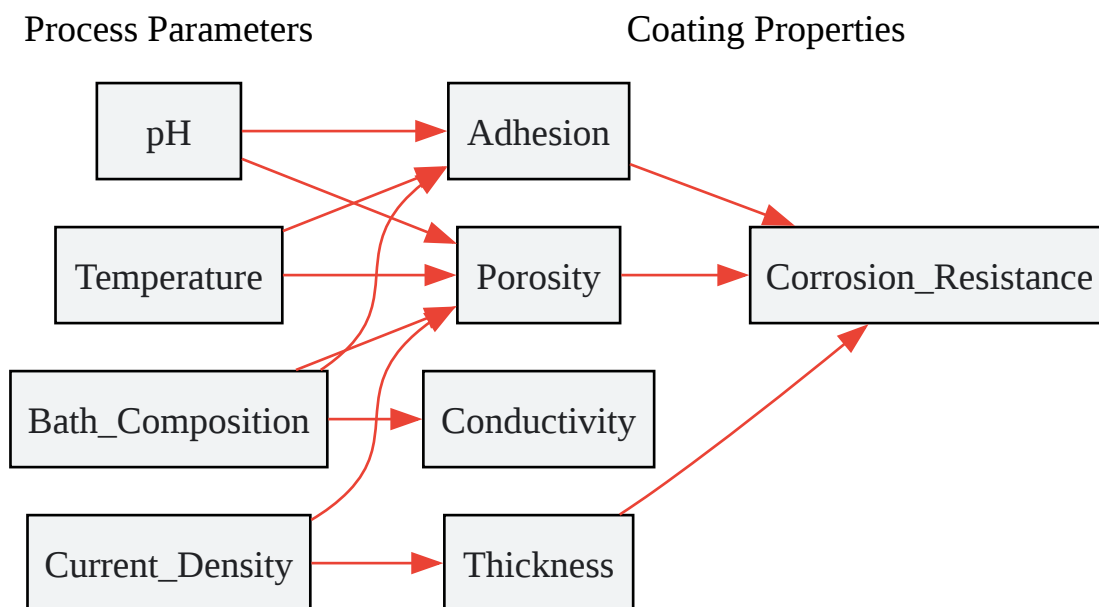 Process Parameters
Coating Properties
pH
Adhesion
Temperature
Porosity
Corrosion_Resistance
Bath_Composition
Conductivity
Current_Density
Thickness